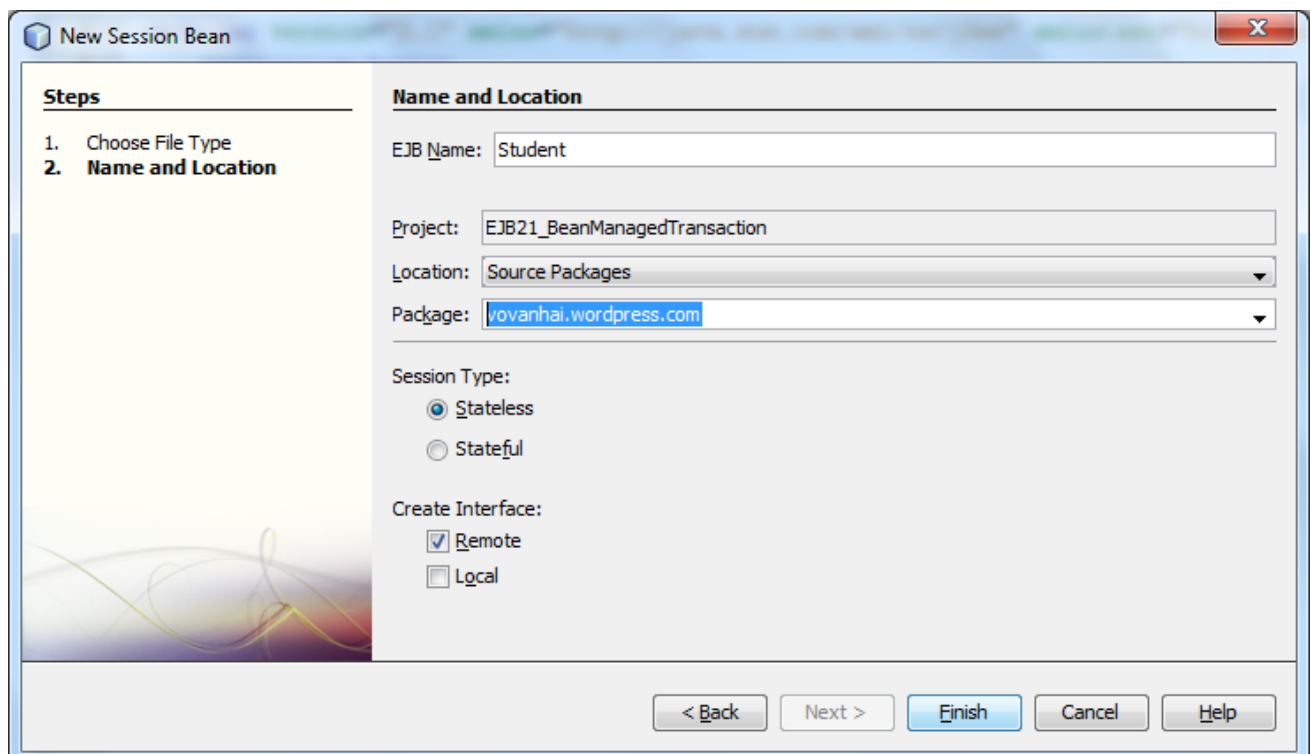 New Session Bean
Steps
1. Choose File Type
2. Name and Location
Name and Location
EJB Name: Student
Project: EJB21_BeanManagedTransaction
Location: Source Packages
Package: vovanhai.wordpress.com
Session Type:
Stateless
Stateful
Create Interface:
Remote
Local
< Back Next > Finish Cancel Help